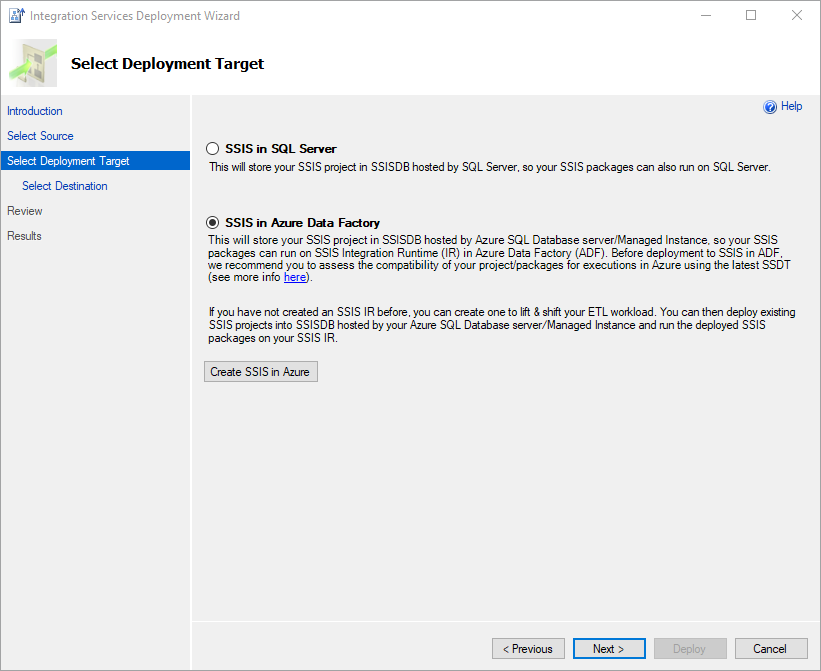 Integration Services Deployment Wizard
Select Deployment Target
Introduction
Select Source
Select Deployment Target
Select Destination
Review
Results
Help
SSIS in SQL Server
This will store your SSIS project in SSISDB hosted by SQL Server, so your SSIS packages can also run on SQL Server.
SSIS in Azure Data Factory
This will store your SSIS project in SSISDB hosted by Azure SQL Database server/Managed Instance, so your SSIS
packages can run on SSIS Integration Runtime (IR) in Azure Data Factory (ADF). Before deployment to SSIS in ADF,
we recommend you to assess the compatibility of your project/packages for executions in Azure using the latest SSDT
(see more info here).
If you have not created an SSIS IR before, you can create one to lift & shift your ETL workload. You can then deploy existing
SSIS projects into SSISDB hosted by your Azure SQL Database server/Managed Instance and run the deployed SSIS
packages on your SSIS IR.
Create SSIS in Azure
< Previous
Next >
Deploy
Cancel